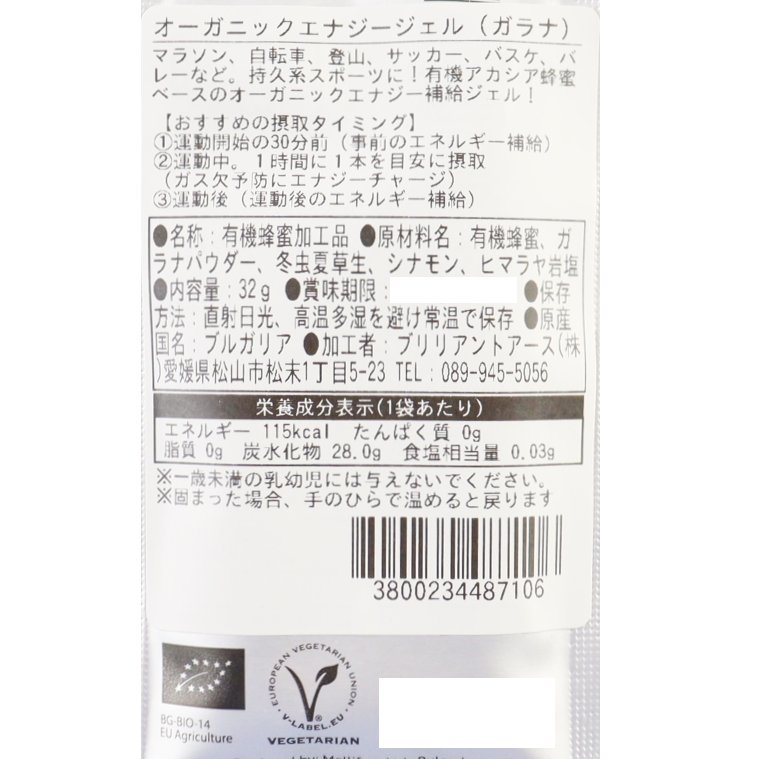 オーガニックエナジージェル（ガラナ）
マラソン、自転車、登山、サッカー、バスケ、バ
レーなど。持久系スポーツに！有機アカシア蜂蜜
ベースのオーガニックエナジー補給ジェル！
【おすすめの摂取タイミング】
①運動開始の30分前（事前のエネルギー補給）
②運動中。１時間に１本を目安に摂取
（ガス欠予防にエナジーチャージ）
③運動後（運動後のエネルギー補給）
●名称：有機蜂蜜加工品 ●原材料名：有機蜂蜜、ガ
ラナパウダー、冬虫夏草生、シナモン、ヒマラヤ岩塩
●内容量：32ｇ ●賞味期限： ●保存
方法：直射日光、高温多湿を避け常温で保存 ●原産
国名：ブルガリア ●加工者：ブリリアントアース(株
)愛媛県松山市松末1丁目5-23 TEL：089-945-5056
栄養成分表示(1袋あたり)
エネルギー 115kcal たんぱく質 0g
脂質 0g 炭水化物 28.0g 食塩相当量 0.03g
※一歳未満の乳幼児には与えないでください。
※固まった場合、手のひらで温めると戻ります
3800234487106
BG-BIO-14
EU Agriculture
EUROPEAN VEGETARIAN UNION
V-LABEL.EU
®
VEGETARIAN